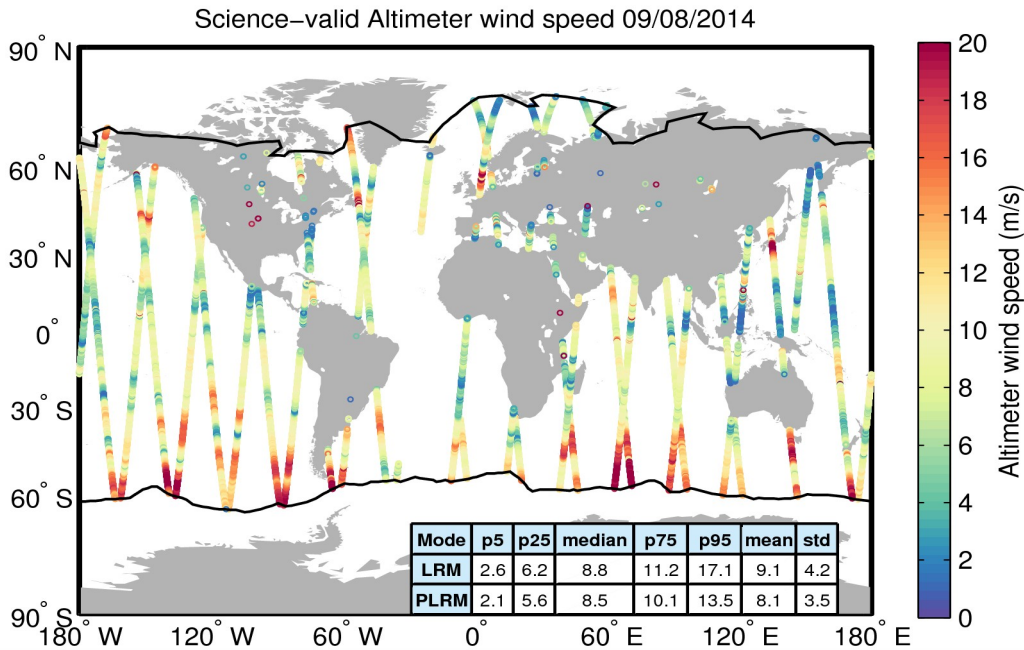 Science−valid Altimeter wind speed 09/08/2014
90° N
60° N
30° N
0°
30° S
60° S
90° S
180° W
120° W
60° W
0°
60° E
120° E
180° E
Mode p5 p25 median p75 p95 mean std
LRM 2.6 6.2 8.8 11.2 17.1 9.1 4.2
PLRM 2.1 5.6 8.5 10.1 13.5 8.1 3.5
20
18
16
14
12
10
8
6
4
2
0
Altimeter wind speed (m/s)